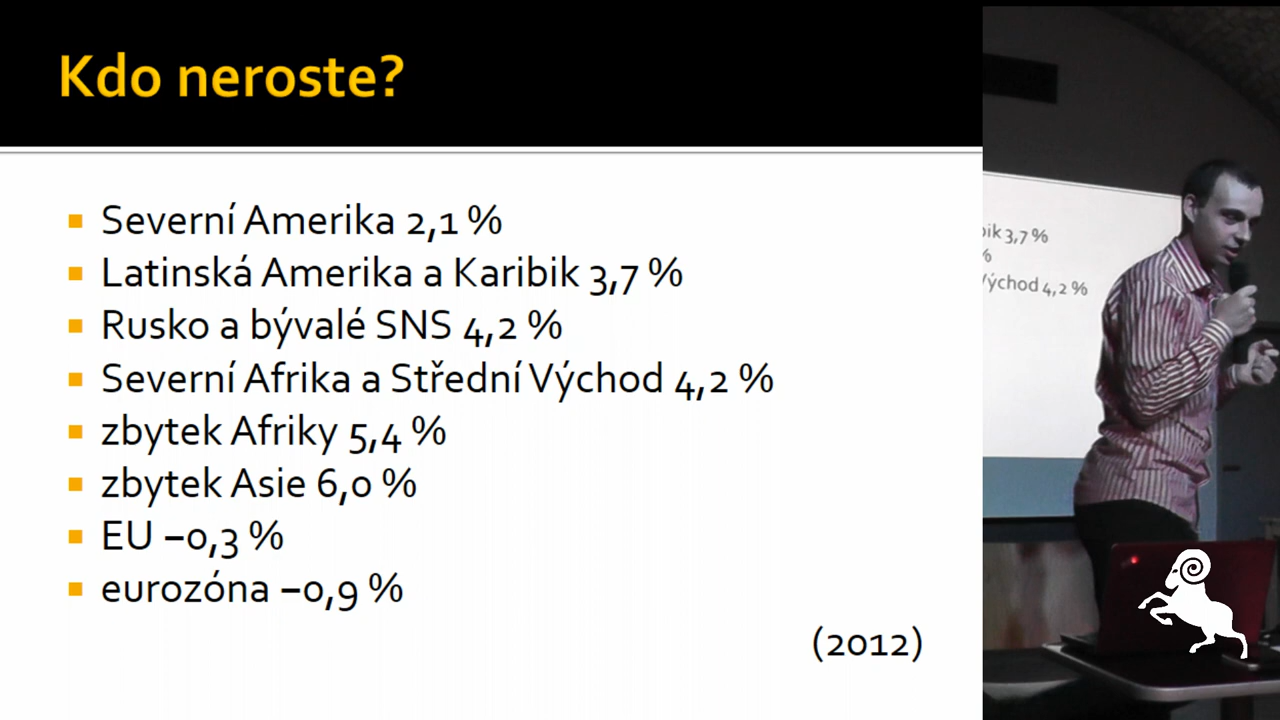 Kdo neroste?
Severní Amerika 2,1 %
Latinská Amerika a Karibik 3,7 %
Rusko a bývalé SNS 4,2 %
Severní Afrika a Střední Východ 4,2 %
zbytek Afriky 5,4 %
zbytek Asie 6,0 %
EU –0,3 %
eurozóna –0,9 %
(2012)
ik 3,7 %
%
ýchod 4,2 %